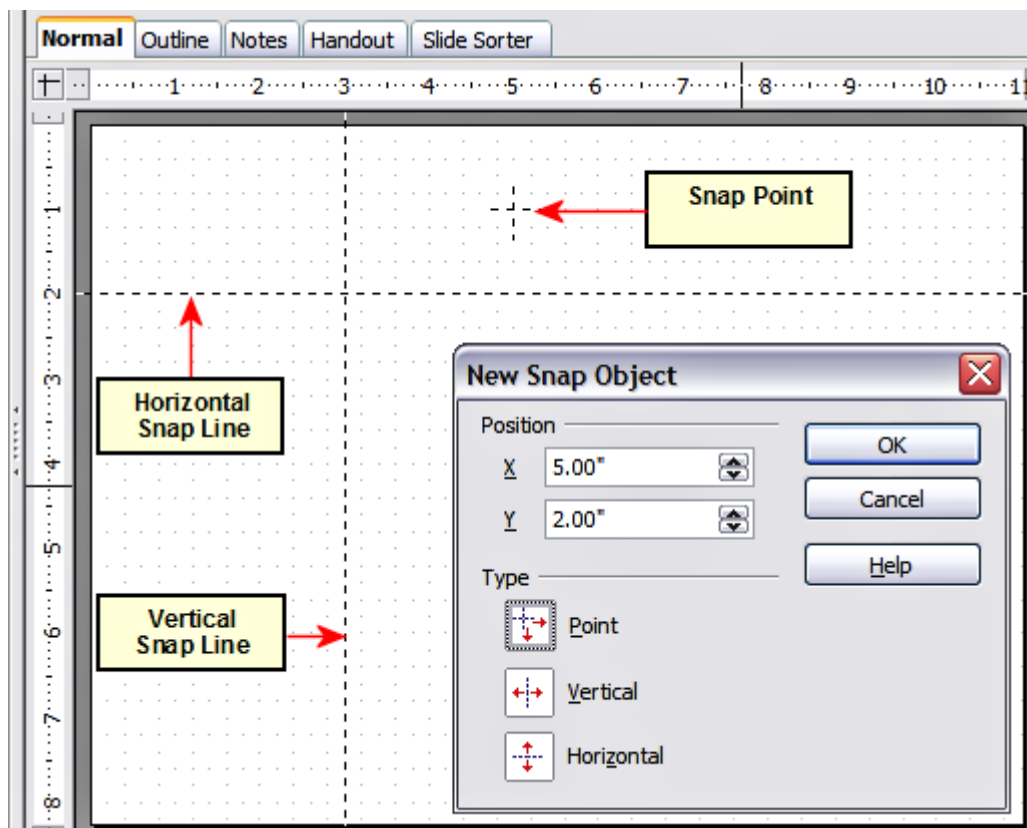 Normal Outline Notes Handout Slide Sorter
1 2 3 4 5 6 7 8 9 10 11
1
2
3
4
5
6
7
8
Snap Point
Horizontal
Snap Line
Vertical
Snap Line
New Snap Object
Position
X 5.00"
Y 2.00"
OK
Cancel
Help
Type
Point
Vertical
Horizontal